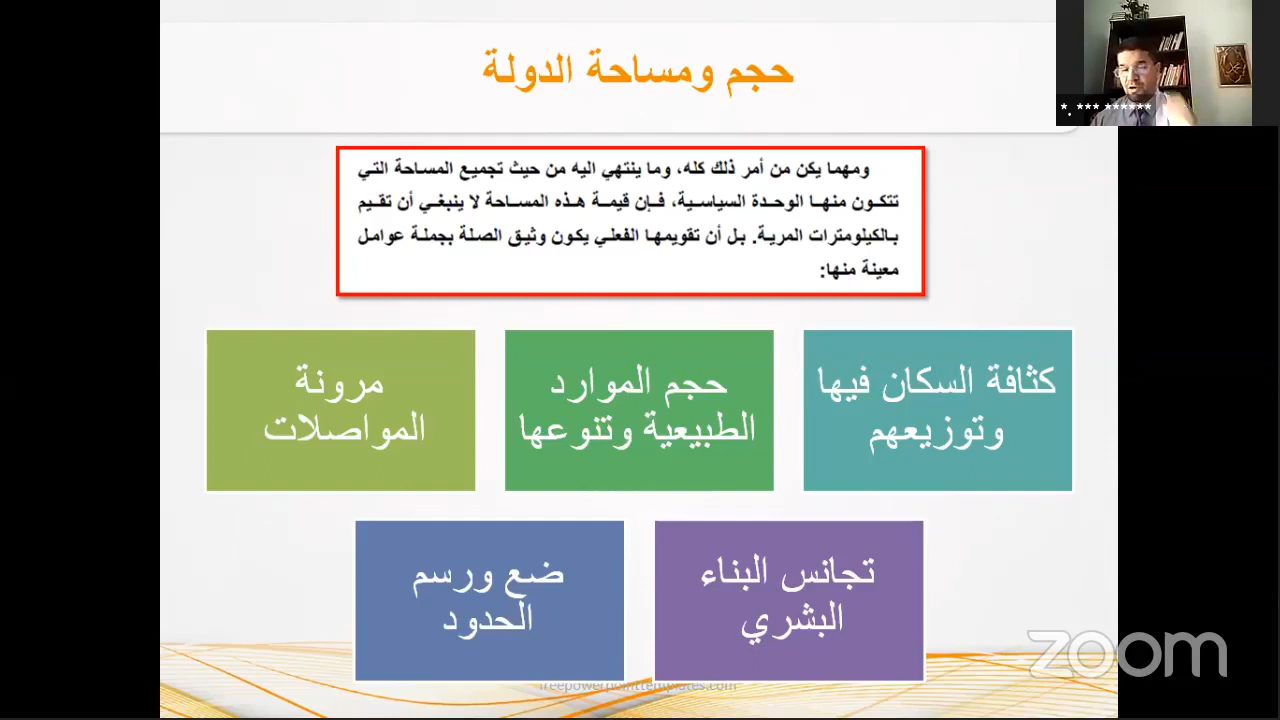 حجم ومساحة الدولة
*. *** ******
ومهما يكن من أمر ذلك كله، وما ينتهي اليه من حيث تجميع المساحة التي
تتكون منها الوحدة السياسية، فإن قيمة هذه المساحة لا ينبغي أن تقيم
بالكيلومترات المرية. بل أن تقويمها الفعلي يكون وثيق الصلة بجملة عوامل
معينة منها:
كثافة السكان فيها
وتوزيعهم
حجم الموارد
الطبيعية وتنوعها
مرونة
المواصلات
تجانس البناء
البشري
ضع ورسم
الحدود
freepowerpointtemplates.com
zoom